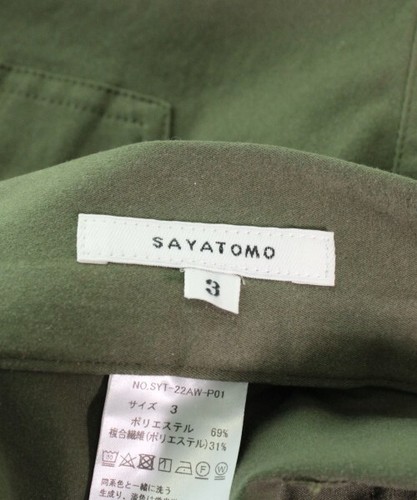 SAYATOMO
3
NO.SYT-22AW-P01
サイズ 3
ポリエステル 69%
複合繊維(ポリエステル)31%
同系色と一緒に洗う